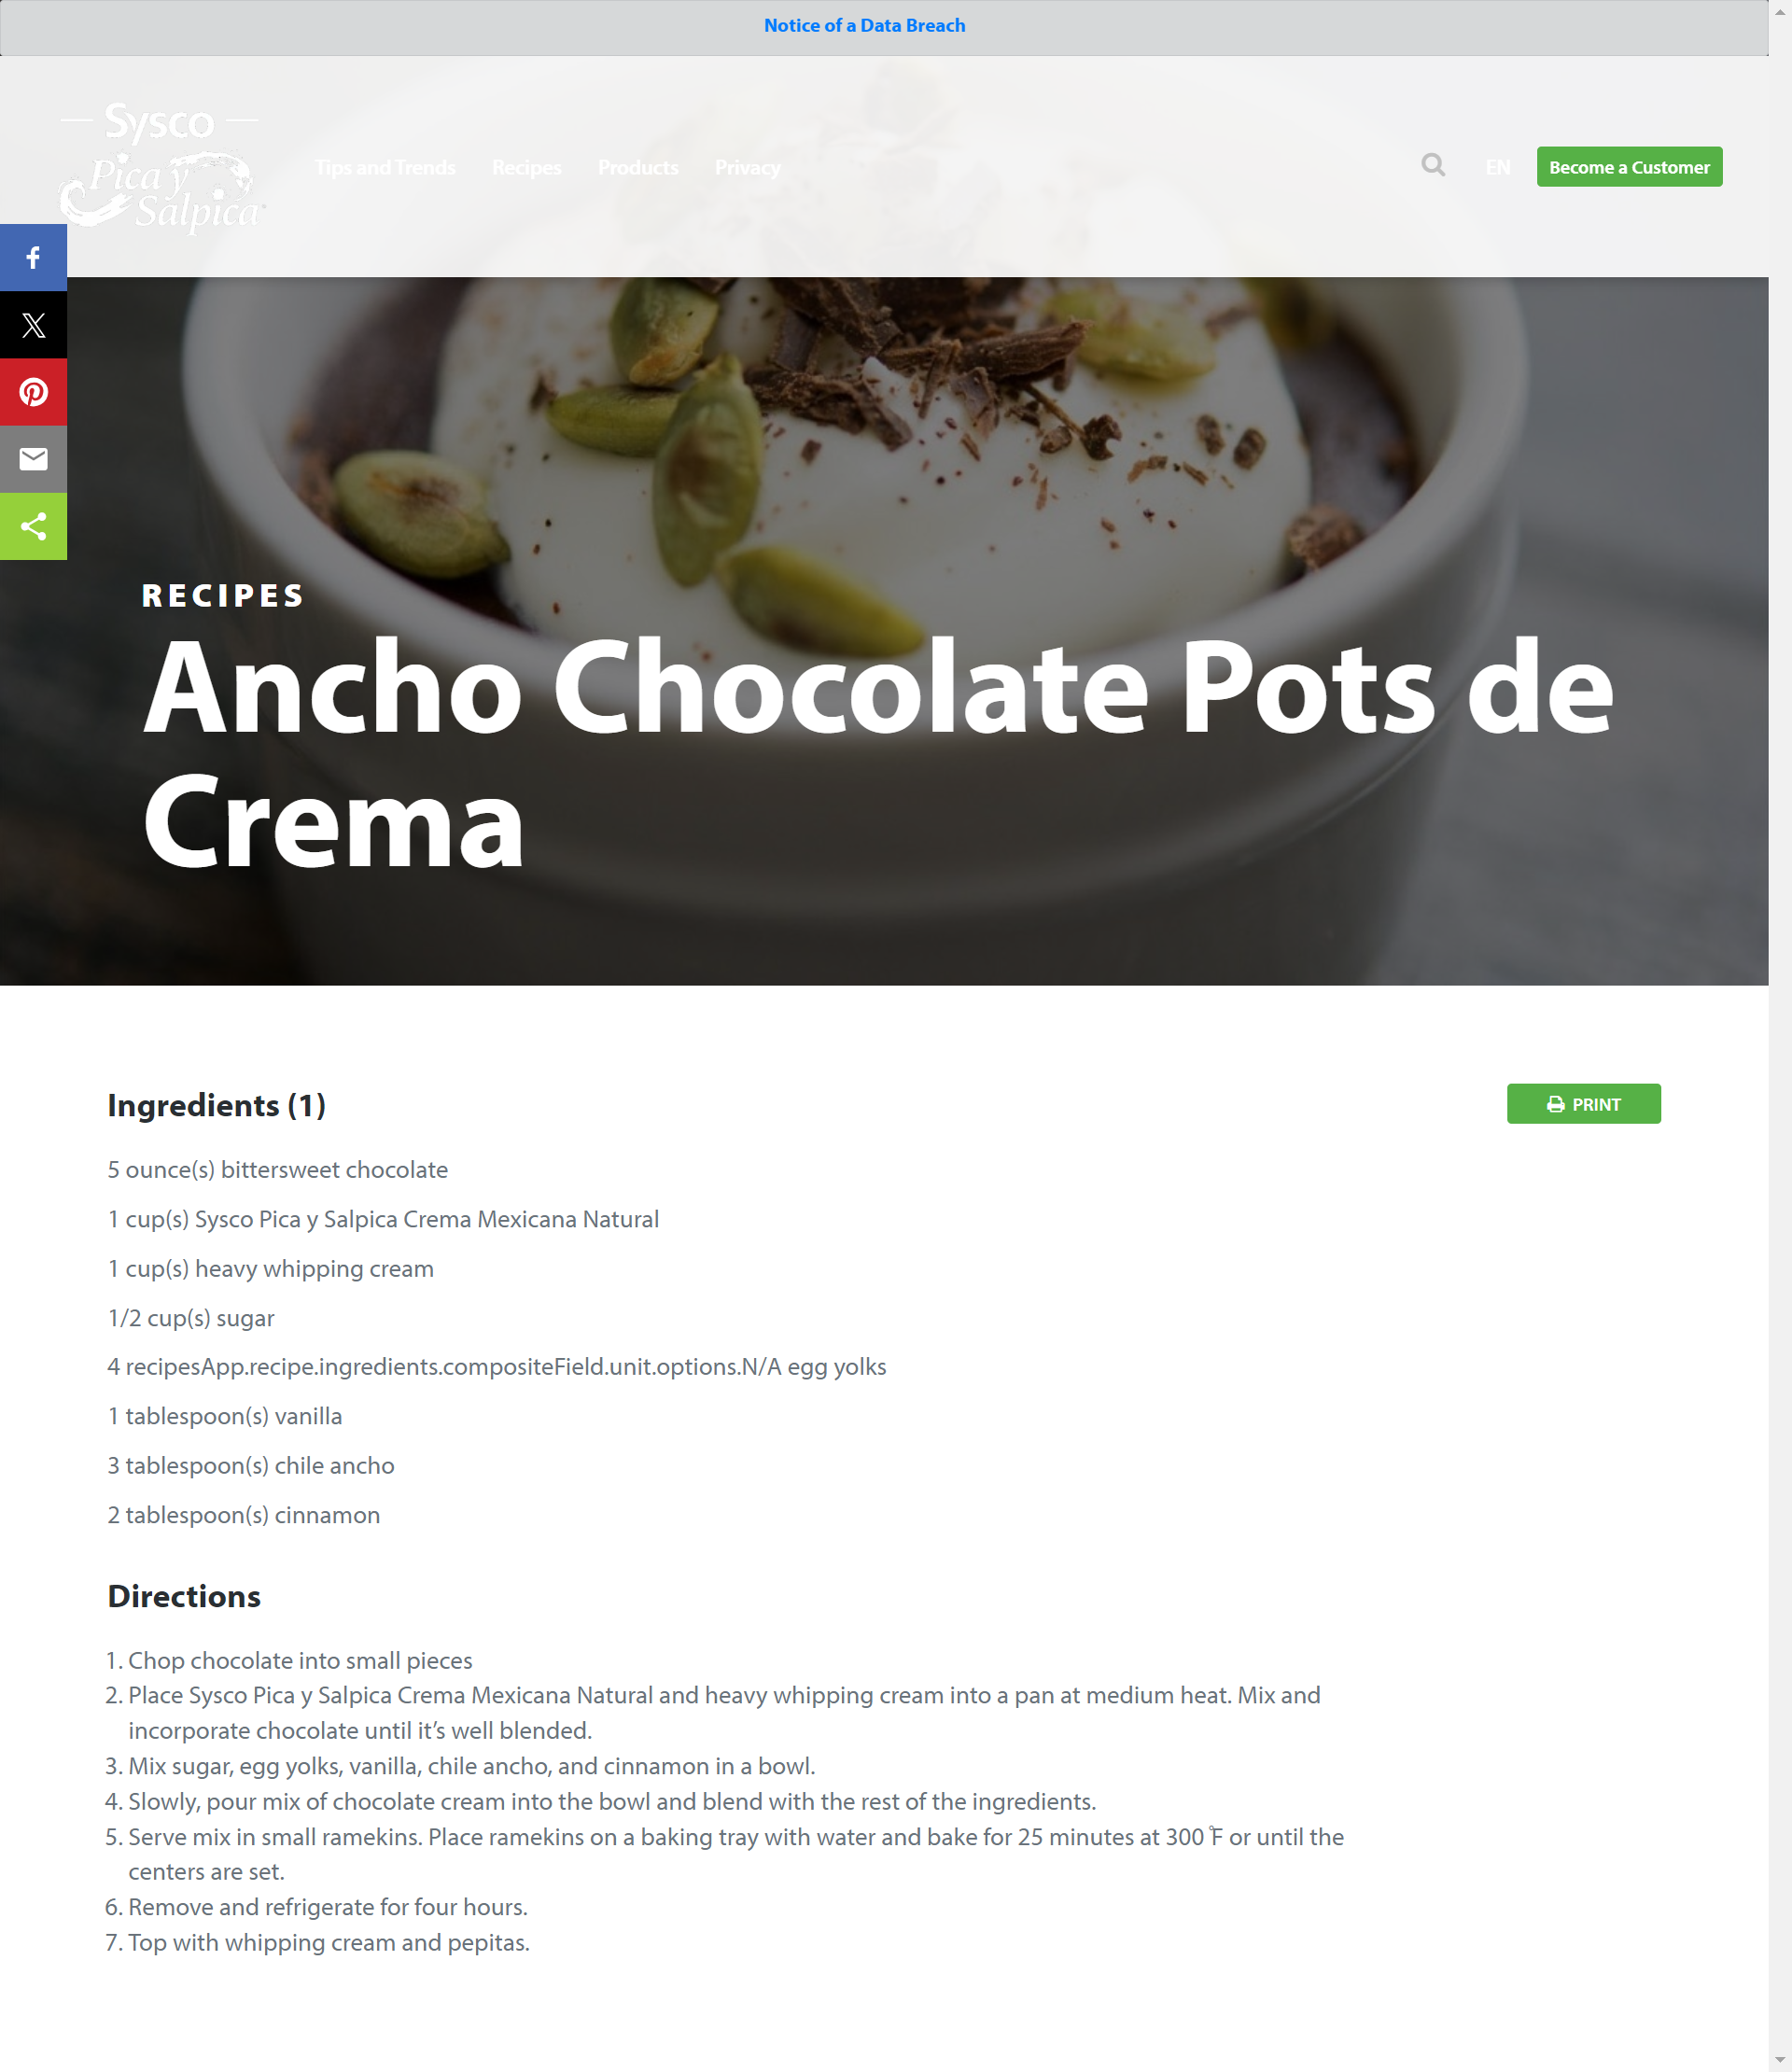 Notice of a Data Breach
Sysco
Pica y
Salpica
Tips and Trends
Recipes
Products
Privacy
EN
Become a Customer
RECIPES
Ancho Chocolate Pots de
Crema
Ingredients (1)
PRINT
5 ounce(s) bittersweet chocolate
1 cup(s) Sysco Pica y Salpica Crema Mexicana Natural
1 cup(s) heavy whipping cream
1/2 cup(s) sugar
4 recipesApp.recipe.ingredients.compositeField.unit.options.N/A egg yolks
1 tablespoon(s) vanilla
3 tablespoon(s) chile ancho
2 tablespoon(s) cinnamon
Directions
1. Chop chocolate into small pieces
2. Place Sysco Pica y Salpica Crema Mexicana Natural and heavy whipping cream into a pan at medium heat. Mix and
incorporate chocolate until it’s well blended.
3. Mix sugar, egg yolks, vanilla, chile ancho, and cinnamon in a bowl.
4. Slowly, pour mix of chocolate cream into the bowl and blend with the rest of the ingredients.
5. Serve mix in small ramekins. Place ramekins on a baking tray with water and bake for 25 minutes at 300 ̊F or until the
centers are set.
6. Remove and refrigerate for four hours.
7. Top with whipping cream and pepitas.